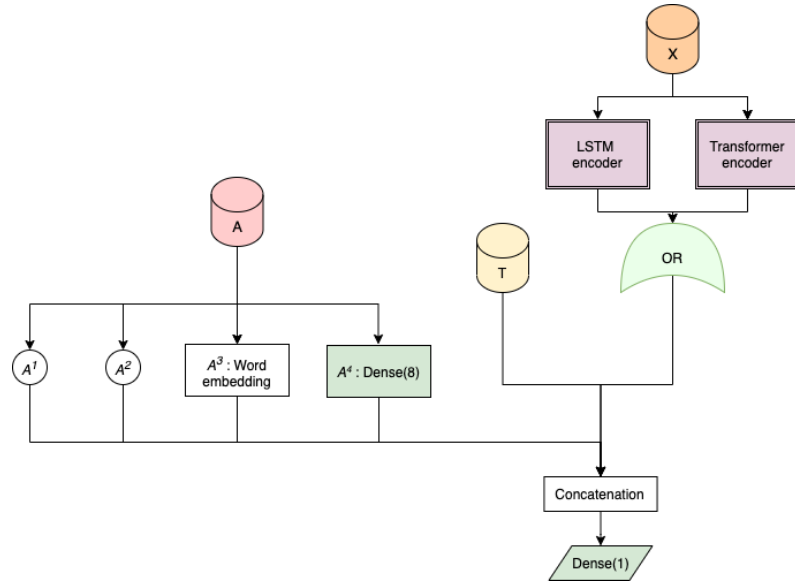 X
LSTM
encoder
Transformer
encoder
A
T
OR
A¹
A²
A³ : Word
embedding
A⁴ : Dense(8)
Concatenation
Dense(1)